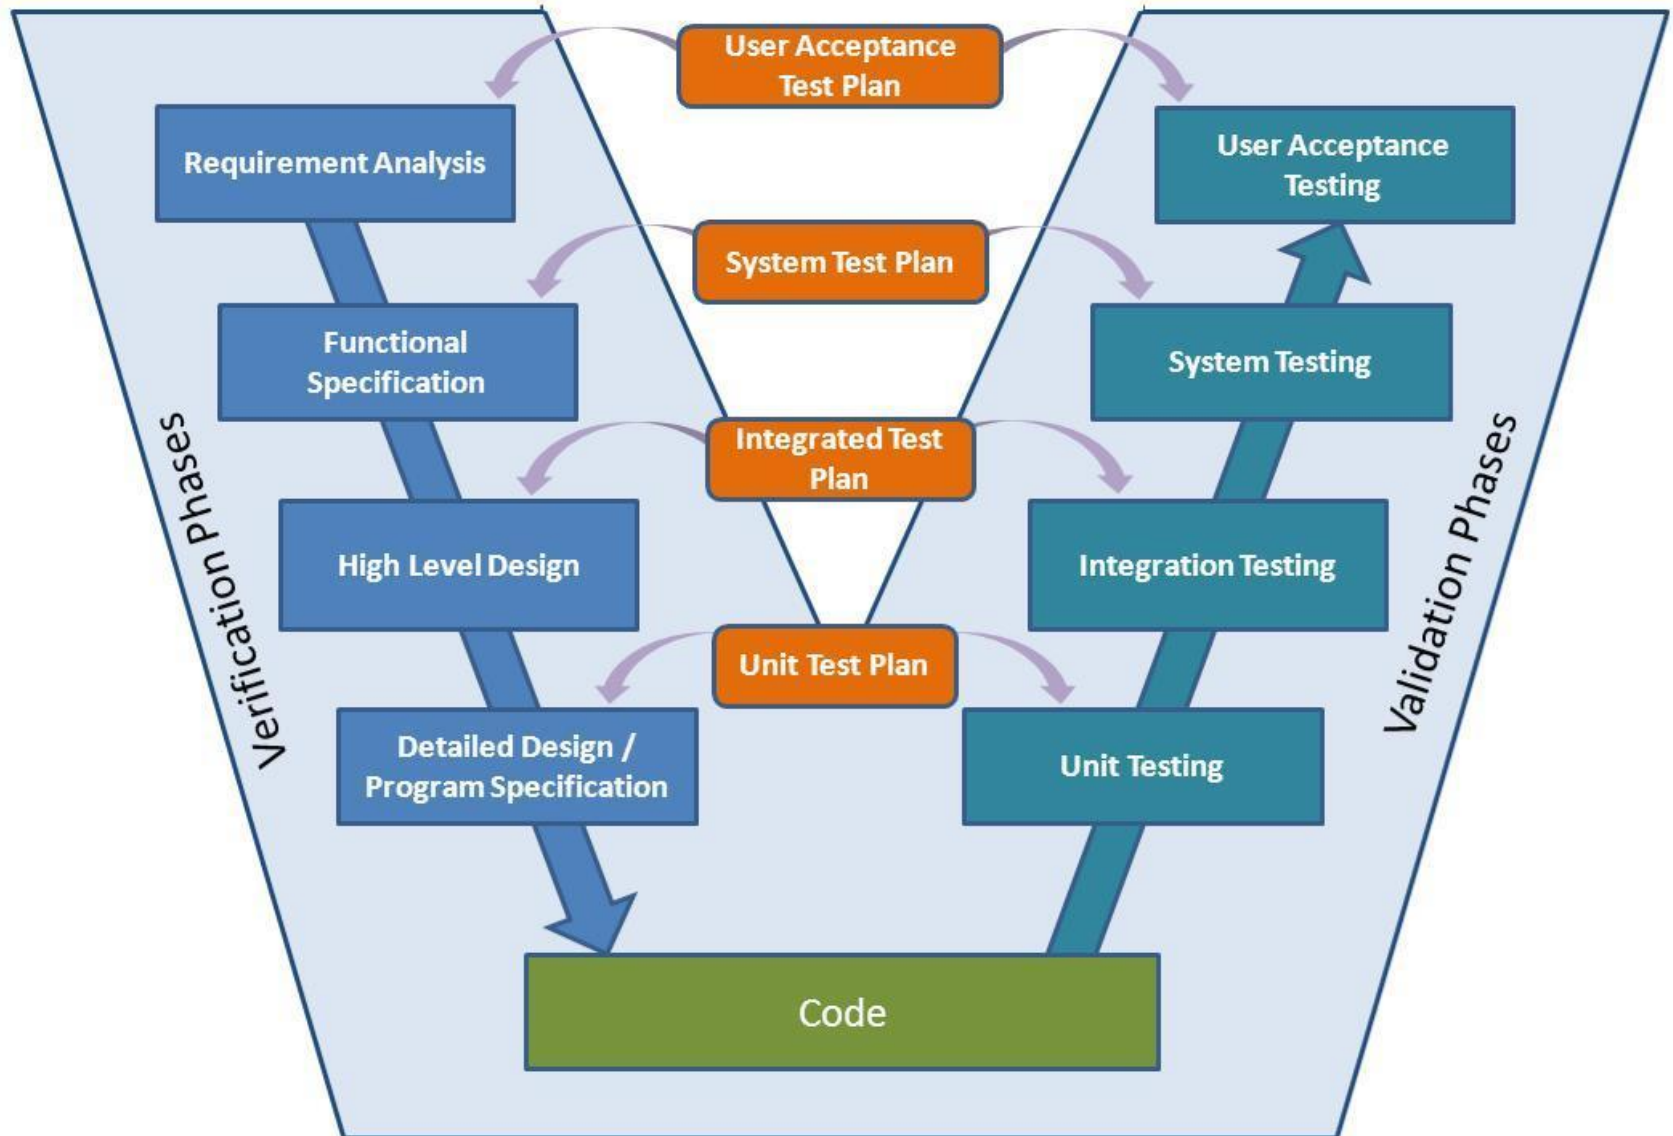 User Acceptance
Test Plan
Requirement Analysis
User Acceptance
Testing
System Test Plan
Functional
Specification
System Testing
Integrated Test
Plan
Verification Phases
Validation Phases
High Level Design
Integration Testing
Unit Test Plan
Detailed Design /
Program Specification
Unit Testing
Code